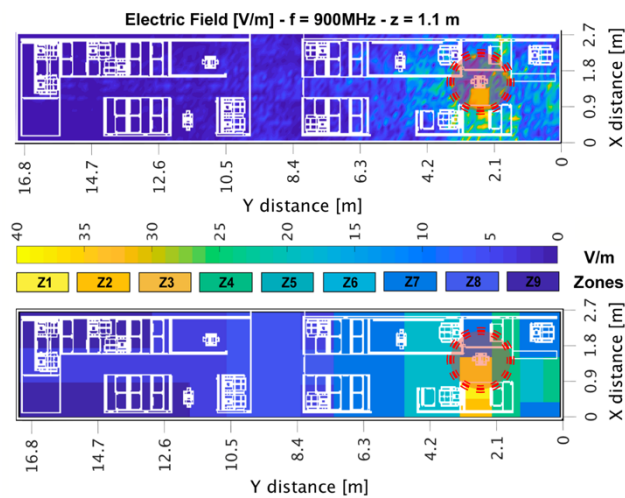 Electric Field [V/m] - f = 900MHz - z = 1.1 m
2.7
1.8
0.9
0
X distance [m]
16.8 14.7 12.6 10.5 8.4 6.3 4.2 2.1 0
Y distance [m]
40 35 30 25 20 15 10 5 0
V/m
Z1 Z2 Z3 Z4 Z5 Z6 Z7 Z8 Z9 Zones
2.7
1.8
0.9
0
X distance [m]
16.8 14.7 12.6 10.5 8.4 6.3 4.2 2.1 0
Y distance [m]